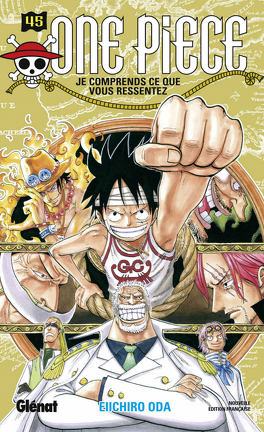 45
ONE PIECE
JE COMPRENDS CE QUE
VOUS RESSENTEZ
Glénat
EIICHIRO ODA
NOUVELLE
ÉDITION FRANÇAISE